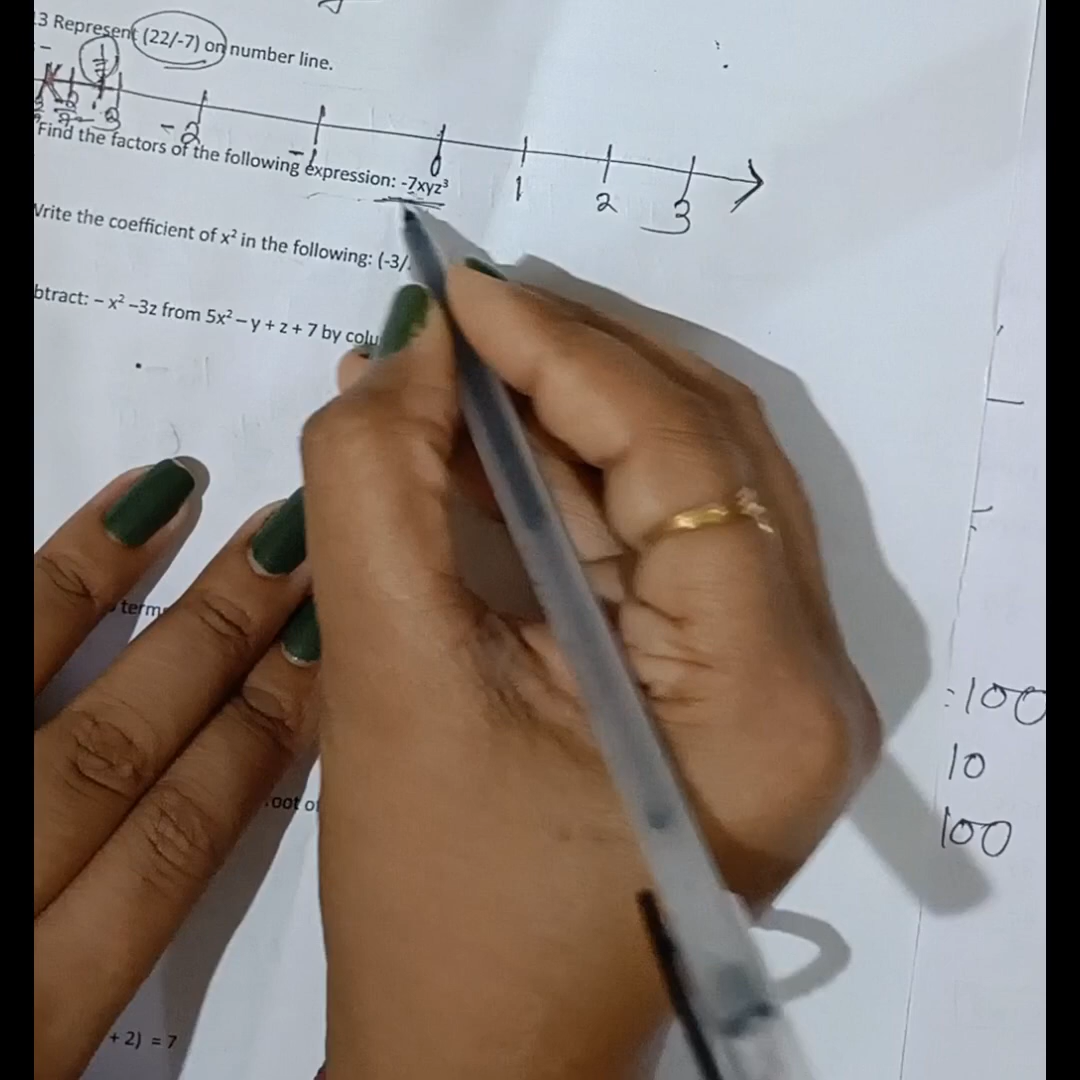 3 Represent (22/-7) on number line.
-2 -1 0 1 2 3
Find the factors of the following expression: -7xyz³
Write the coefficient of x² in the following: (-3/
btract: – x² –3z from 5x² – y + z + 7 by colu
term
:100
10
oot of
100
+ 2) = 7